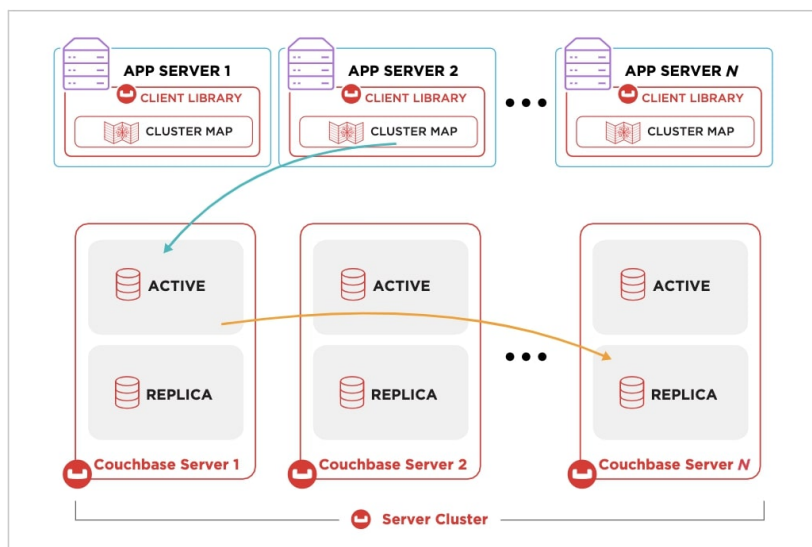 APP SERVER 1
CLIENT LIBRARY
CLUSTER MAP
APP SERVER 2
CLIENT LIBRARY
CLUSTER MAP
APP SERVER N
CLIENT LIBRARY
CLUSTER MAP
ACTIVE
REPLICA
Couchbase Server 1
ACTIVE
REPLICA
Couchbase Server 2
ACTIVE
REPLICA
Couchbase Server N
Server Cluster